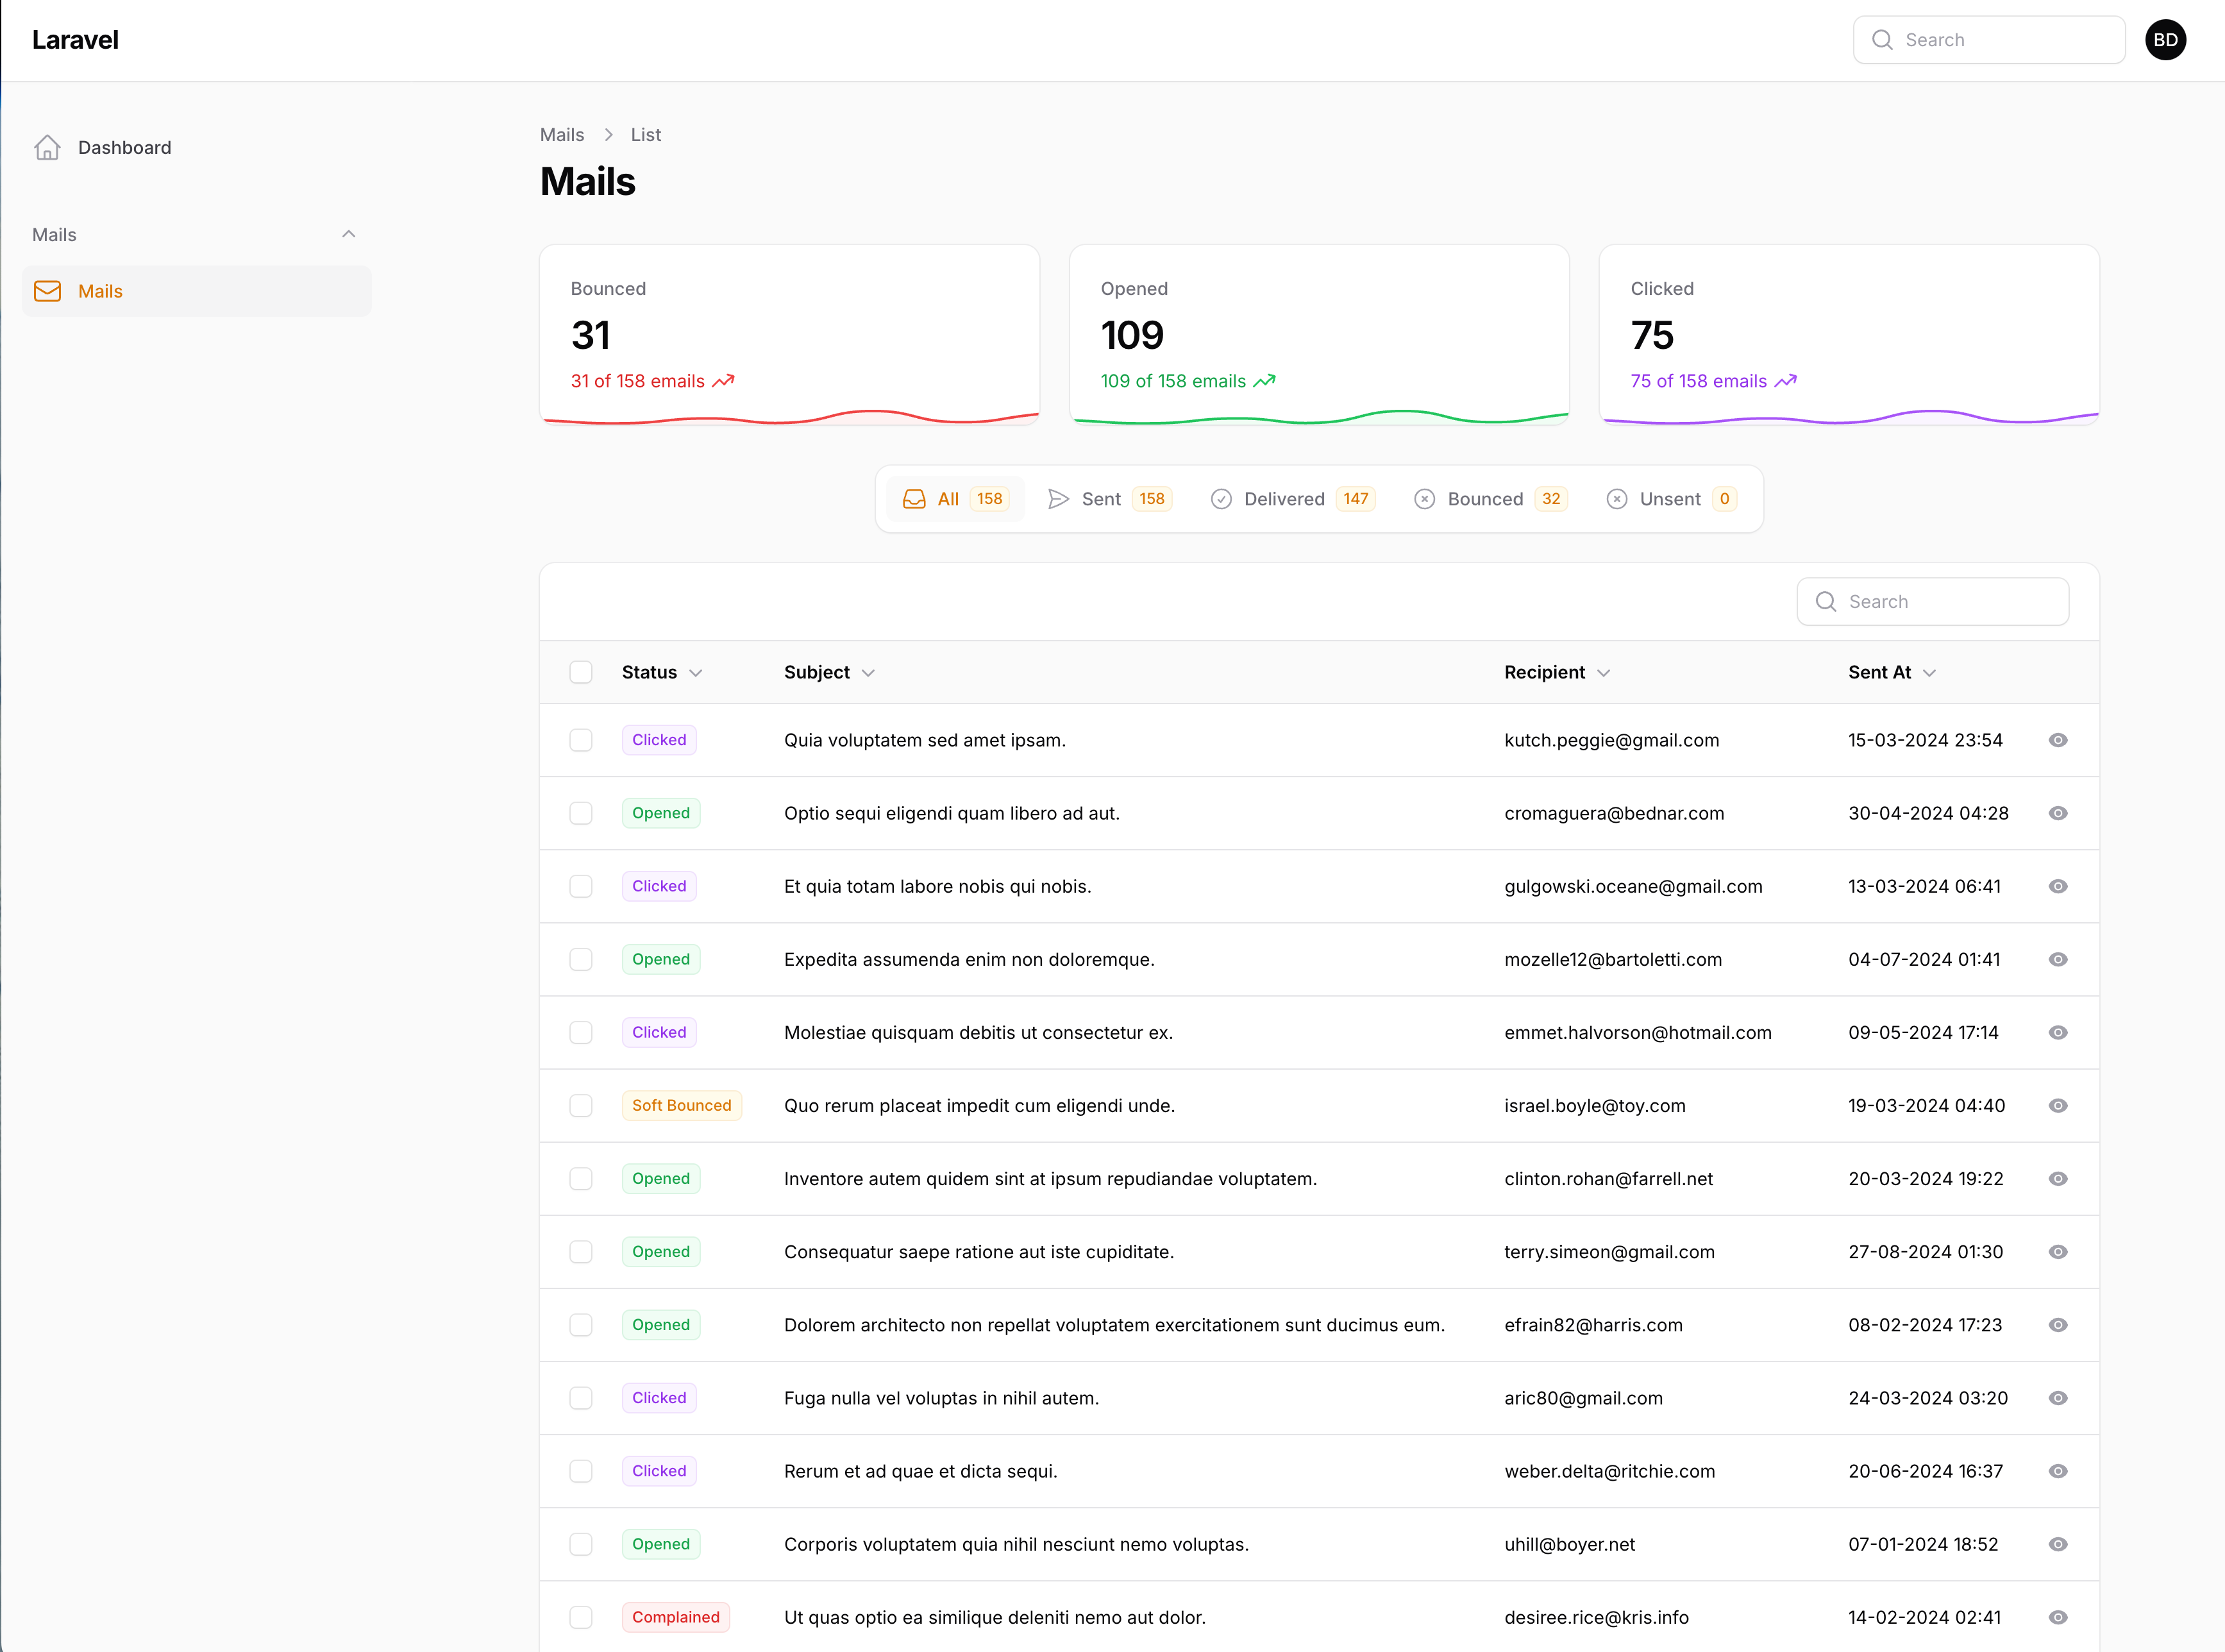 Laravel
Search
BD
Dashboard
Mails
Mails
Mails > List
Mails
Bounced
31
31 of 158 emails
Opened
109
109 of 158 emails
Clicked
75
75 of 158 emails
All 158 Sent 158 Delivered 147 Bounced 32 Unsent 0
Search
Status Subject Recipient Sent At
Clicked Quia voluptatem sed amet ipsam. kutch.peggie@gmail.com 15-03-2024 23:54
Opened Optio sequi eligendi quam libero ad aut. cromaguera@bednar.com 30-04-2024 04:28
Clicked Et quia totam labore nobis qui nobis. gulgowski.oceane@gmail.com 13-03-2024 06:41
Opened Expedita assumenda enim non doloremque. mozelle12@bartoletti.com 04-07-2024 01:41
Clicked Molestiae quisquam debitis ut consectetur ex. emmet.halvorson@hotmail.com 09-05-2024 17:14
Soft Bounced Quo rerum placeat impedit cum eligendi unde. israel.boyle@toy.com 19-03-2024 04:40
Opened Inventore autem quidem sint at ipsum repudiandae voluptatem. clinton.rohan@farrell.net 20-03-2024 19:22
Opened Consequatur saepe ratione aut iste cupiditate. terry.simeon@gmail.com 27-08-2024 01:30
Opened Dolorem architecto non repellat voluptatem exercitationem sunt ducimus eum. efrain82@harris.com 08-02-2024 17:23
Clicked Fuga nulla vel voluptas in nihil autem. aric80@gmail.com 24-03-2024 03:20
Clicked Rerum et ad quae et dicta sequi. weber.delta@ritchie.com 20-06-2024 16:37
Opened Corporis voluptatem quia nihil nesciunt nemo voluptas. uhill@boyer.net 07-01-2024 18:52
Complained Ut quas optio ea similique deleniti nemo aut dolor. desiree.rice@kris.info 14-02-2024 02:41